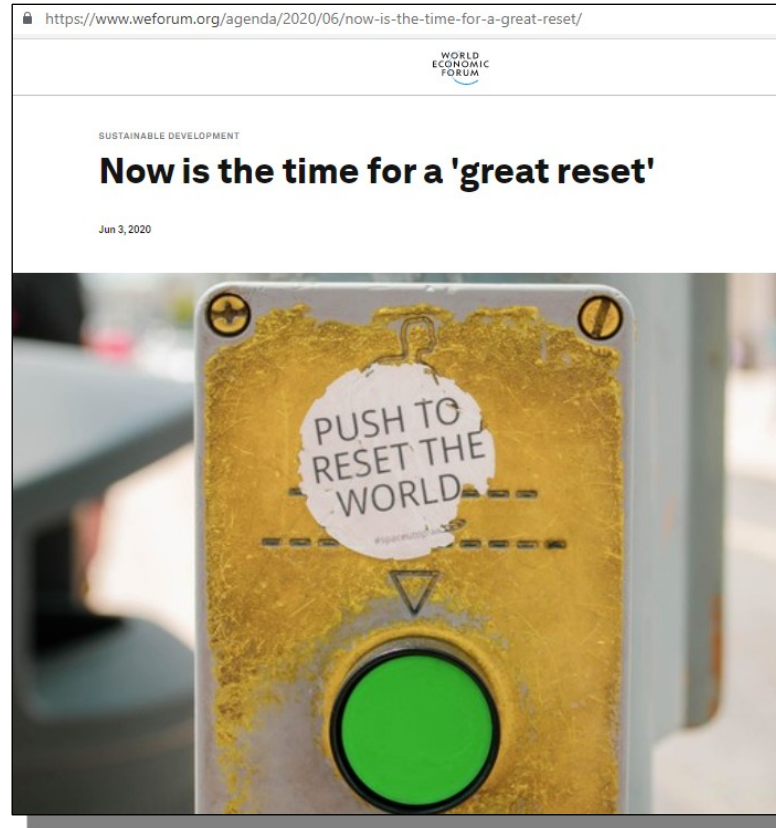 https://www.weforum.org/agenda/2020/06/now-is-the-time-for-a-great-reset/
WORLD
ECONOMIC
FORUM
SUSTAINABLE DEVELOPMENT
Now is the time for a 'great reset'
Jun 3, 2020
PUSH TO
RESET THE
WORLD